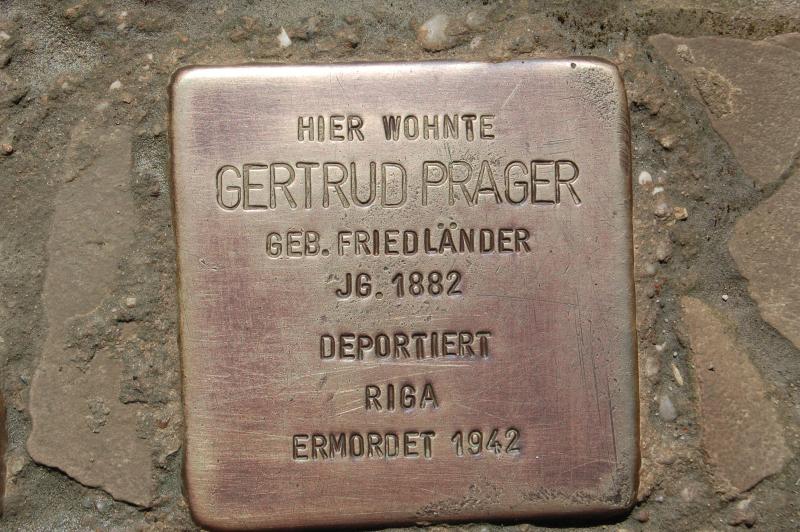 HIER WOHNTE
GERTRUD PRAGER
GEB. FRIEDLÄNDER
JG. 1882
DEPORTIERT
RIGA
ERMORDET 1942